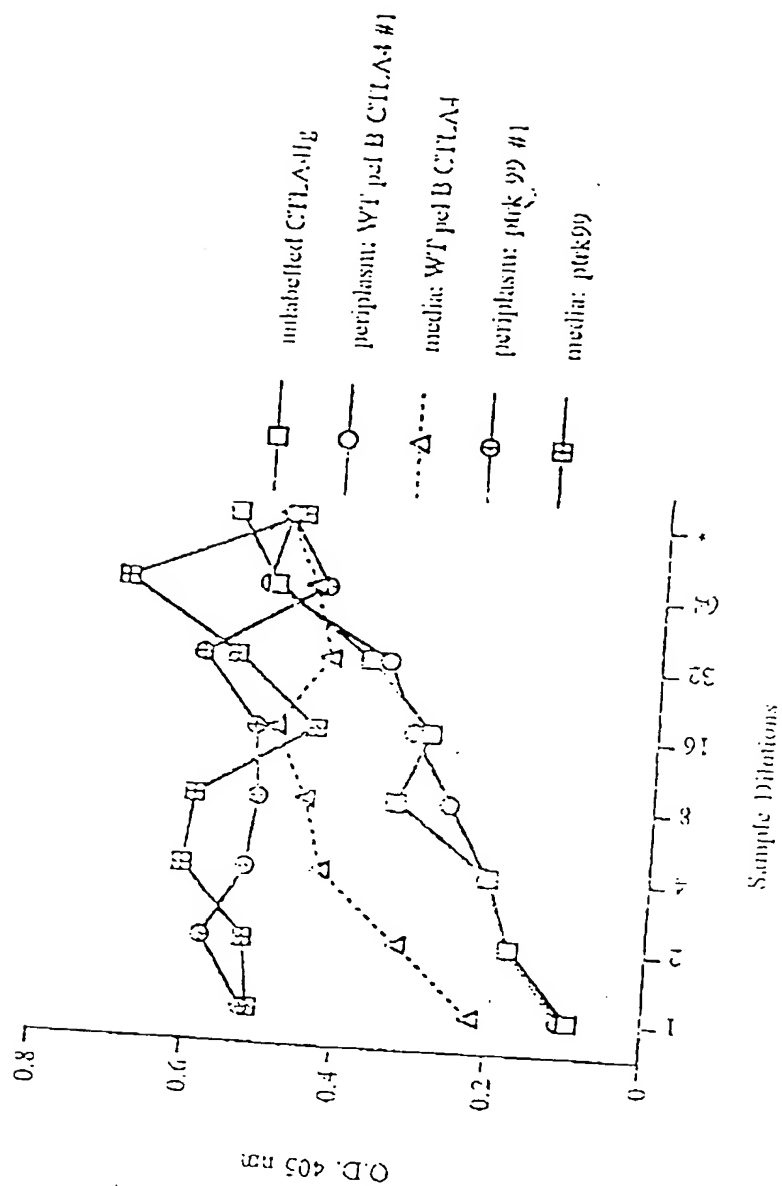 O.D. 405 nm
0.8
0.6
0.4
0.2
0
1
2
4
8
16
32
64
*
Sample Dilutions
unlabelled CTLA4Ig
periplasm: WT pel B CTLA4 #1
media: WT pel B CTLA4
periplasm: ptrk 99 #1
media: ptrk99